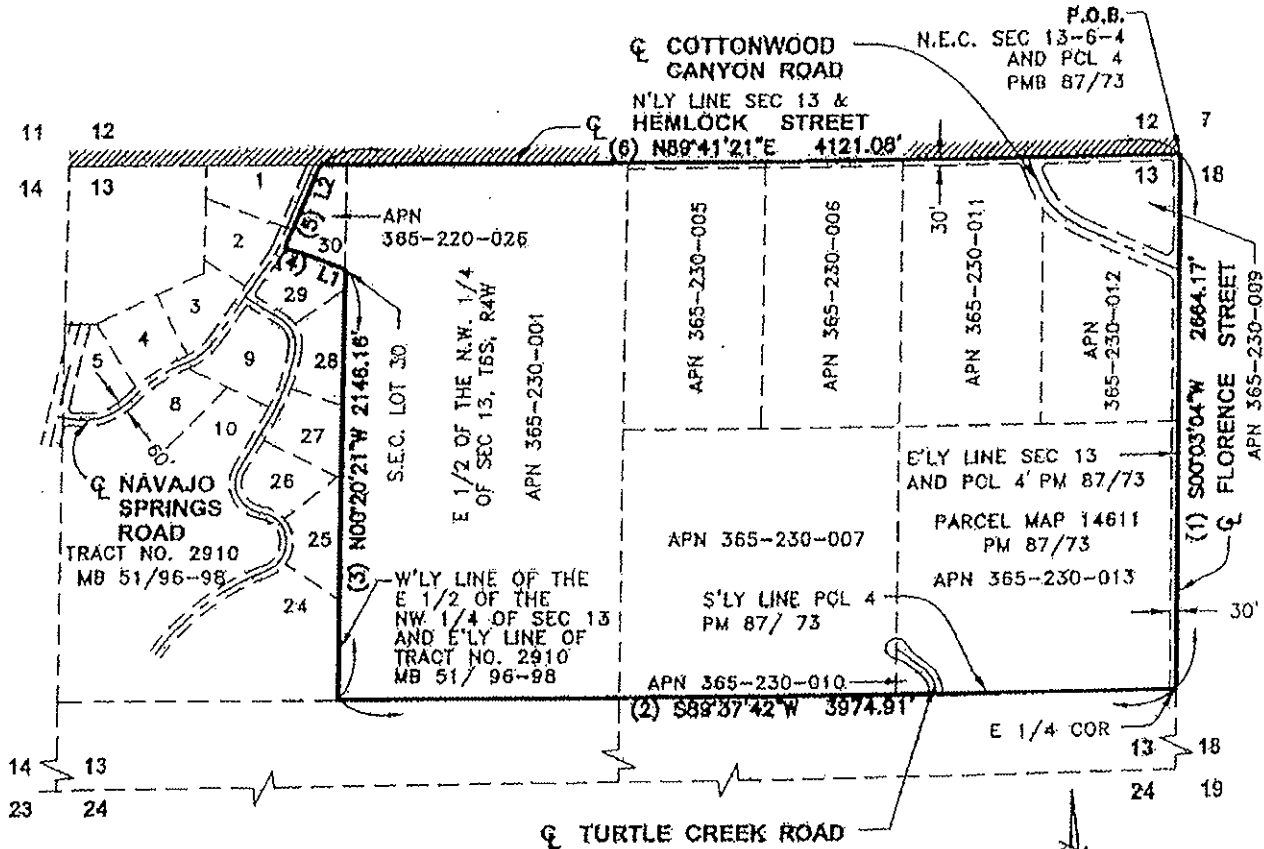 P.O.B.
N.E.C. SEC 13-6-4
AND PCL 4
PMB 87/73
℄ COTTONWOOD
CANYON ROAD
N'LY LINE SEC 13 &
℄ HEMLOCK STREET
(6) N89°41'21"E 4121.08'
11 12
14 13
12 7
13 18
1
2
3
4
5
8
9
10
30
29
28
27
26
25
24
(5) L2
(4) L1
APN
365-220-026
30'
60'
(3) N00°20'21"W 2146.16'
S.E.C. LOT 30
E 1/2 OF THE N.W. 1/4
OF SEC 13, T6S, R4W
APN 365-230-001
APN 365-230-005
APN 365-230-006
APN 365-230-011
APN
365-230-012
(1) S00°03'04"W 2664.17'
℄ FLORENCE STREET
APN 365-230-009
℄ NAVAJO
SPRINGS
ROAD
TRACT NO. 2910
MB 51/96-98
W'LY LINE OF THE
E 1/2 OF THE
NW 1/4 OF SEC 13
AND E'LY LINE OF
TRACT NO. 2910
MB 51/ 96-98
E'LY LINE SEC 13
AND PCL 4' PM 87/73
PARCEL MAP 14611
PM 87/73
APN 365-230-013
APN 365-230-007
S'LY LINE PCL 4
PM 87/ 73
30'
APN 365-230-010
(2) S89°37'42"W 3974.91'
E 1/4 COR
14 13
23 24
13 18
24 19
℄ TURTLE CREEK ROAD